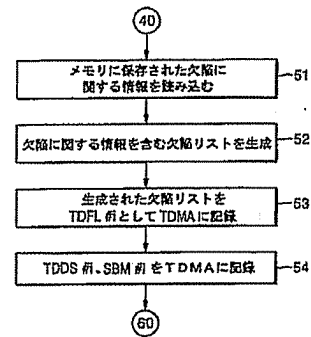 40
メモリに保存された欠陥に
関する情報を読み込む
51
欠陥に関する情報を含む欠陥リストを生成
52
生成された欠陥リストを
TDFL #iとしてTDMAに記録
53
TDDS #i、SBM #iをTDMAに記録
54
60